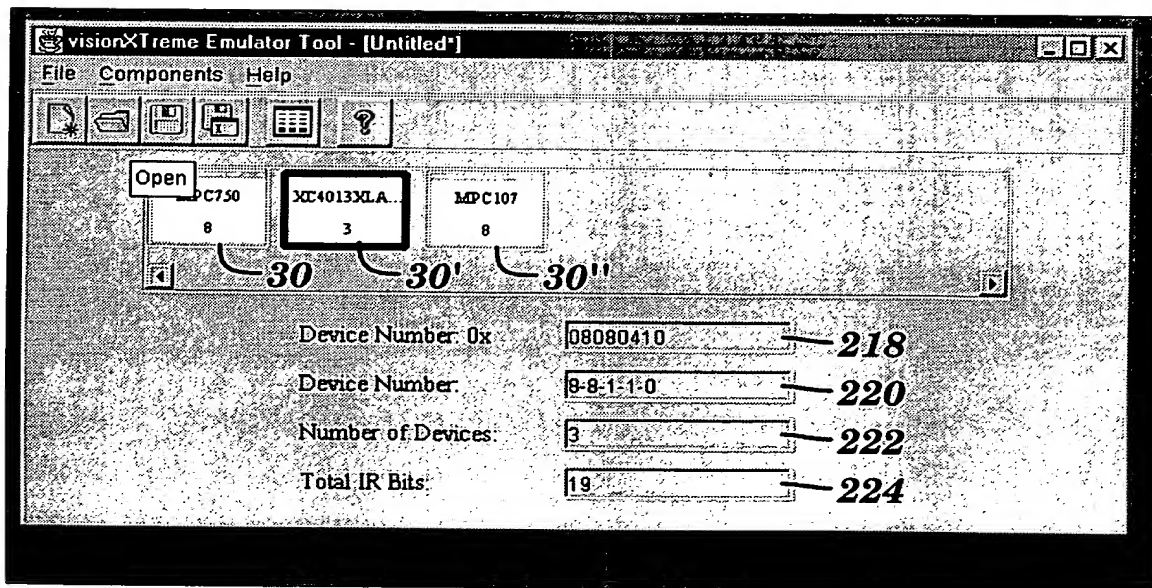 visionXTreme Emulator Tool - [Untitled*]
File Components Help
Open
MPC750 XC4013XLA... MPC107
8 3 8
30 30' 30''
Device Number: 0x 08080410 218
Device Number: 8-8-1-1-0 220
Number of Devices: 3 222
Total IR Bits: 19 224